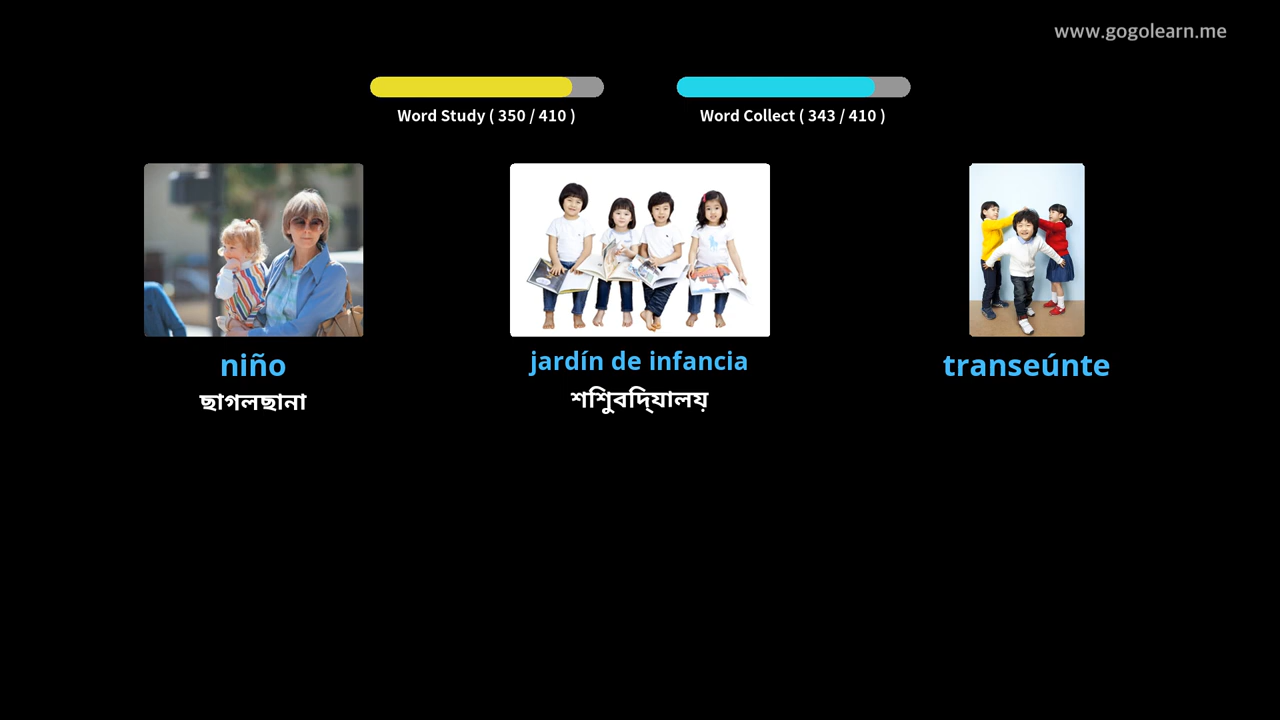 www.gogolearn.me
Word Study ( 350 / 410 )
Word Collect ( 343 / 410 )
niño
ছাগলছানা
jardín de infancia
শিশুবিদ্যালয়
transeúnte